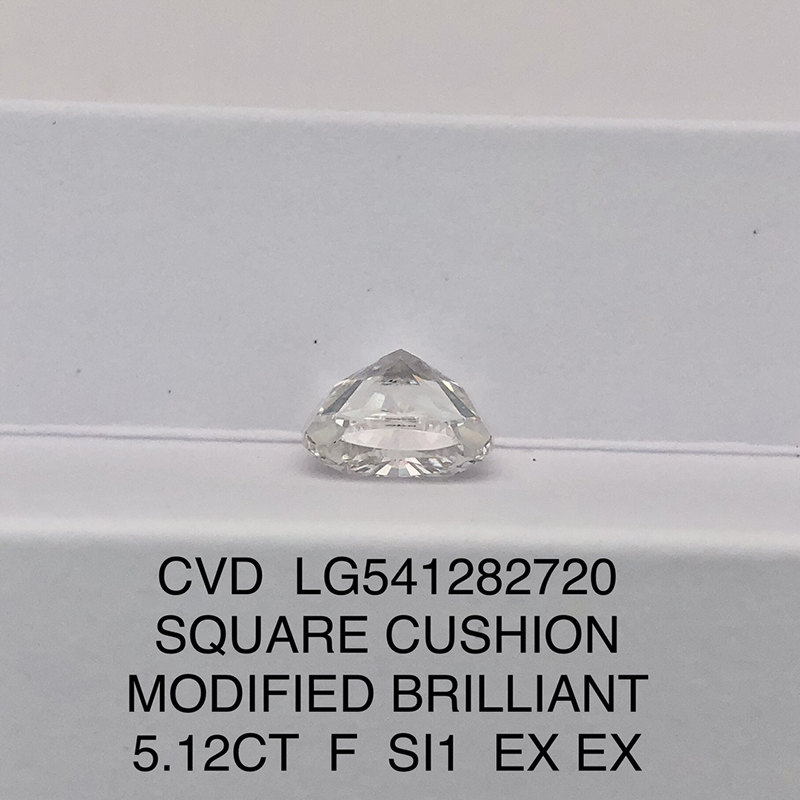 CVD LG541282720
SQUARE CUSHION
MODIFIED BRILLIANT
5.12CT F SI1 EX EX